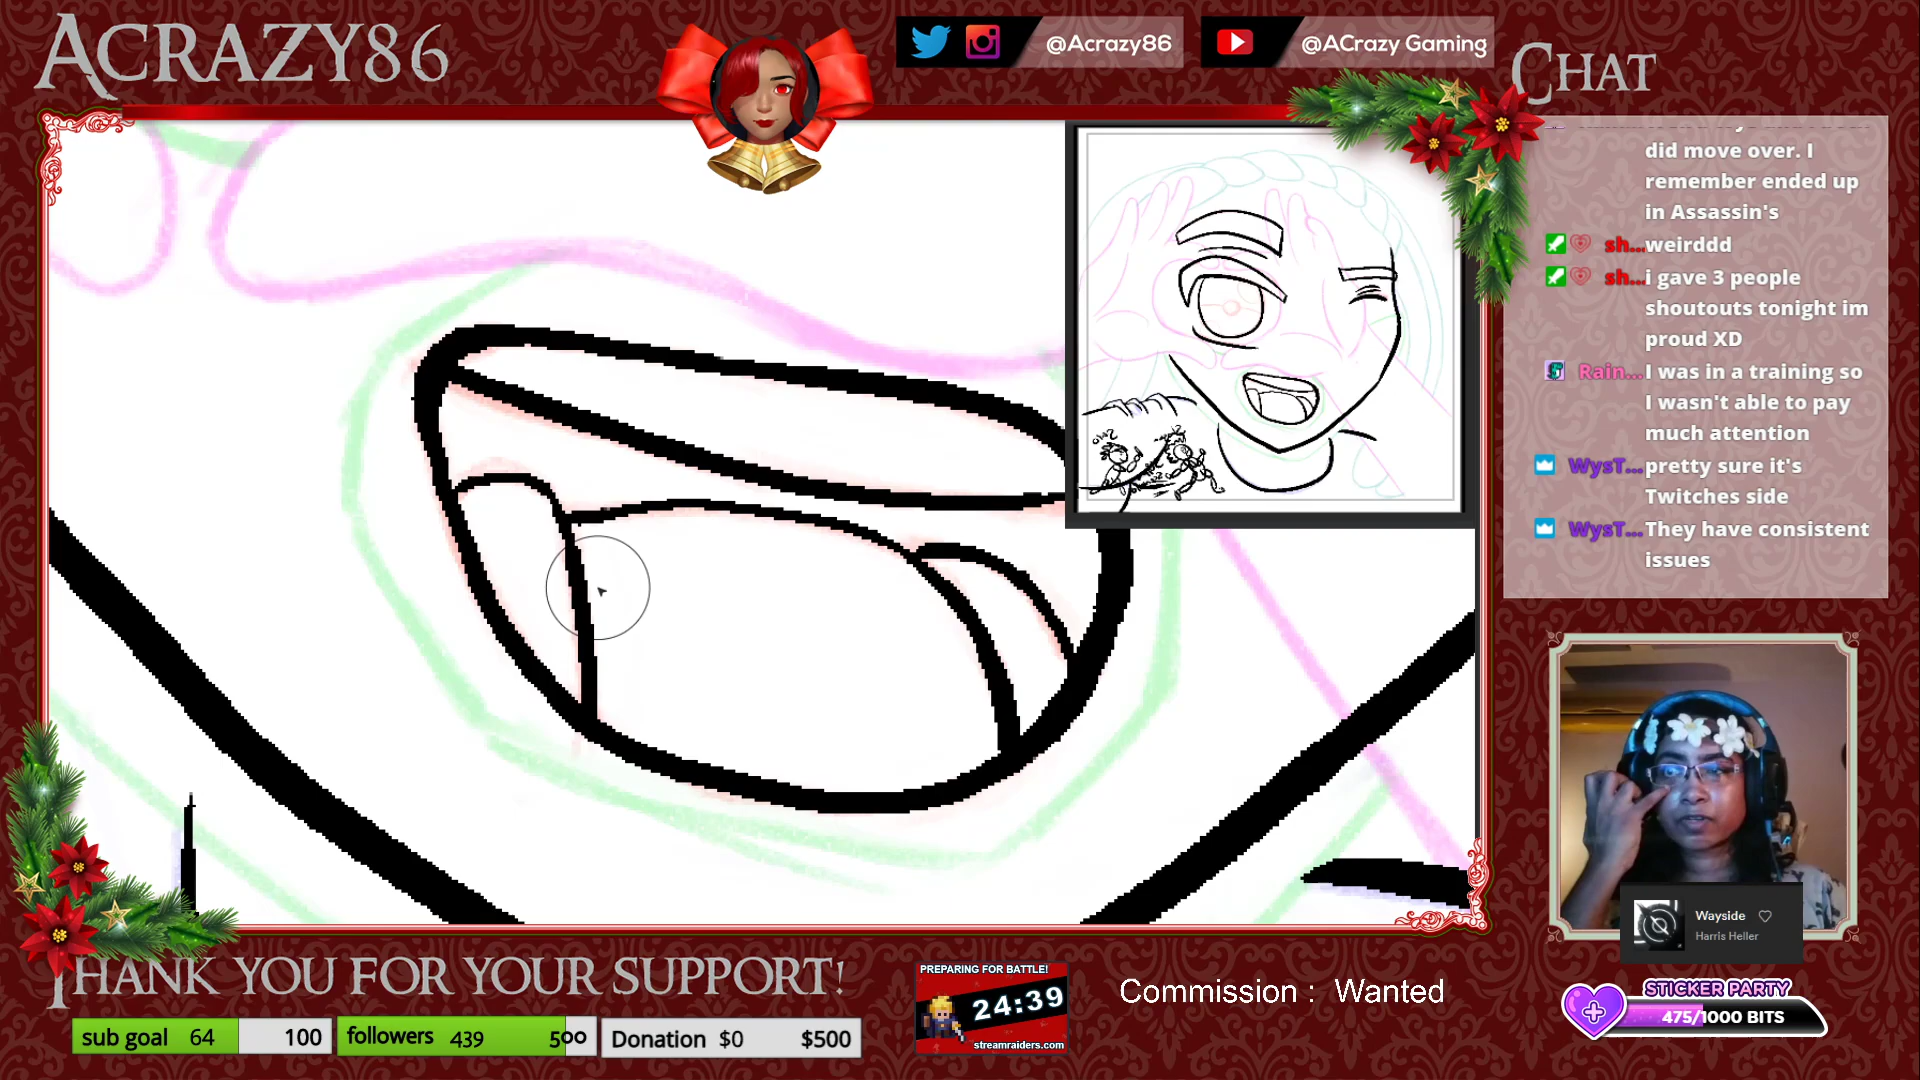 ACRAZY86
@Acrazy86
@ACrazy Gaming
CHAT
did move over. I
remember ended up
in Assassin's
sh...weirddd
sh...i gave 3 people
shoutouts tonight im
proud XD
Rain...I was in a training so
I wasn't able to pay
much attention
WysT...pretty sure it's
Twitches side
WysT...They have consistent
issues
Wayside
Harris Heller
THANK YOU FOR YOUR SUPPORT!
sub goal 64 100
followers 439 500
Donation $0 $500
PREPARING FOR BATTLE!
24:39
streamraiders.com
Commission : Wanted
STICKER PARTY
475/1000 BITS